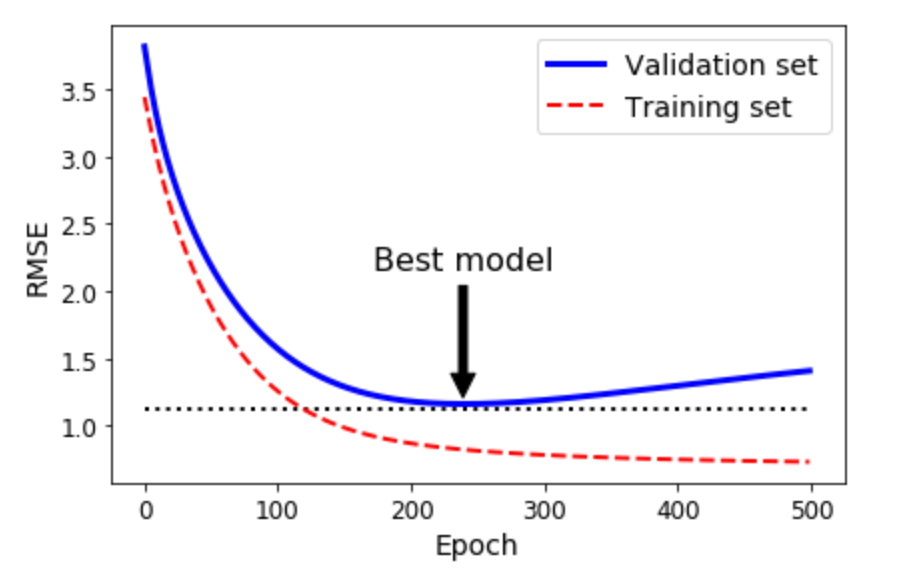 Validation set
Training set
Best model
RMSE
3.5
3.0
2.5
2.0
1.5
1.0
0 100 200 300 400 500
Epoch